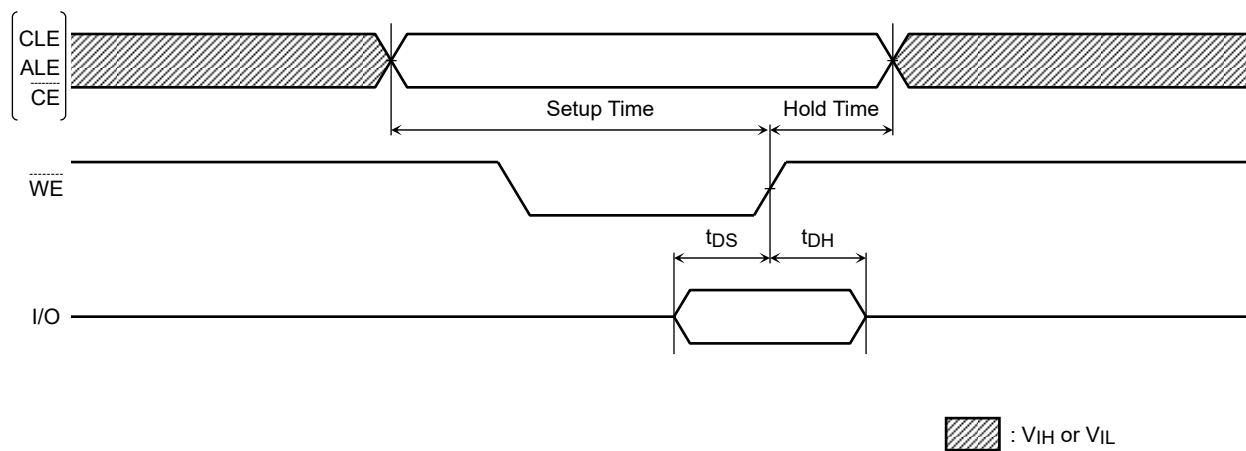 CLE
ALE
CE
Setup Time
Hold Time
WE
tDS
tDH
I/O
: VIH or VIL